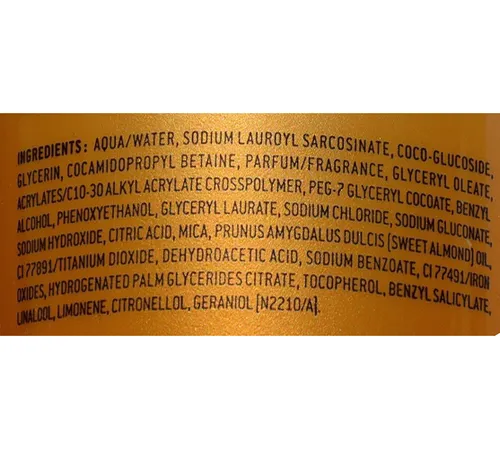 INGREDIENTS: AQUA/WATER, SODIUM LAUROYL SARCOSINATE, COCO-GLUCOSIDE,
GLYCERIN, COCAMIDOPROPYL BETAINE, PARFUM/FRAGRANCE, GLYCERYL OLEATE,
ACRYLATES/C10-30 ALKYL ACRYLATE CROSSPOLYMER, PEG-7 GLYCERYL COCOATE, BENZYL
ALCOHOL, PHENOXYETHANOL, GLYCERYL LAURATE, SODIUM CHLORIDE, SODIUM GLUCONATE,
SODIUM HYDROXIDE, CITRIC ACID, MICA, PRUNUS AMYGDALUS DULCIS (SWEET ALMOND) OIL,
CI 77891/TITANIUM DIOXIDE, DEHYDROACETIC ACID, SODIUM BENZOATE, CI 77491/IRON
OXIDES, HYDROGENATED PALM GLYCERIDES CITRATE, TOCOPHEROL, BENZYL SALICYLATE,
LINALOOL, LIMONENE, CITRONELLOL, GERANIOL [N2210/A].